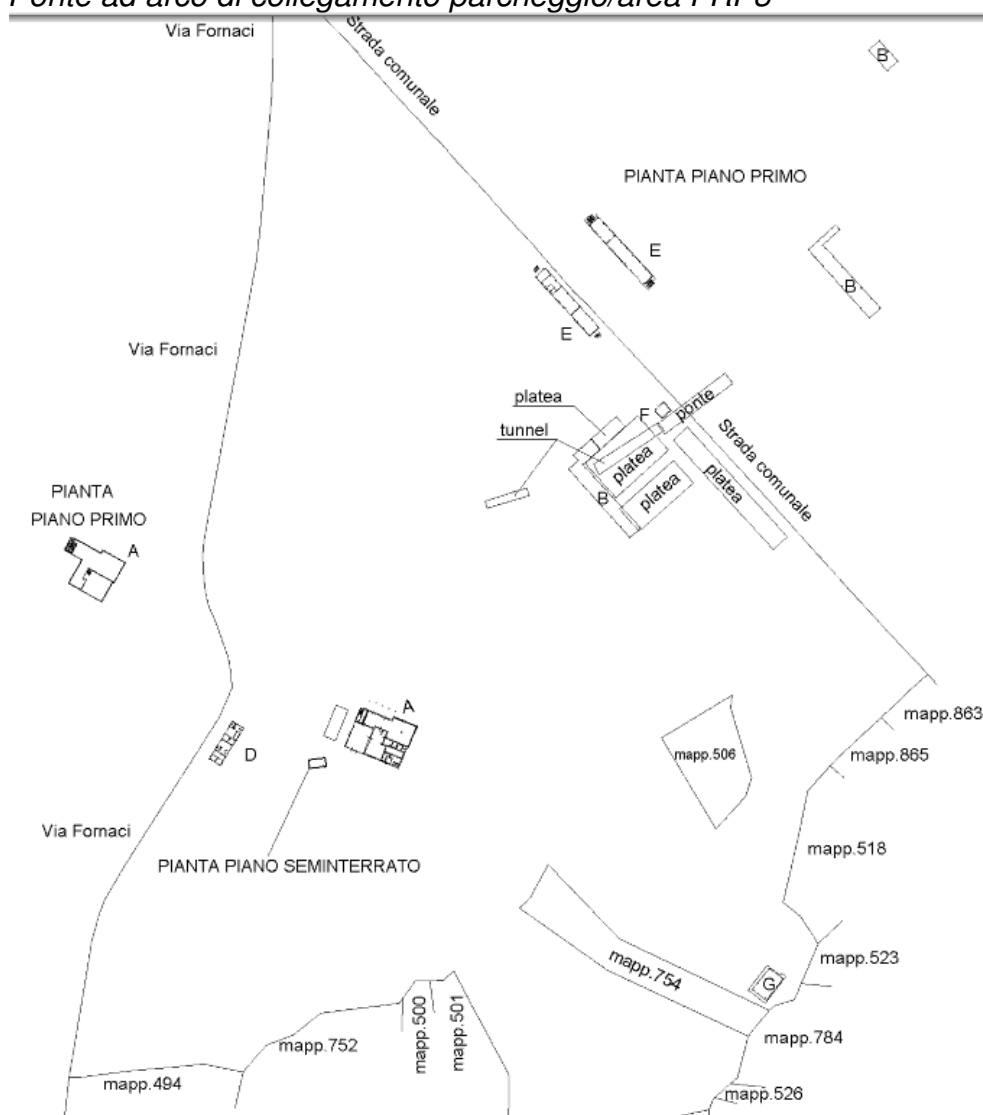 Ponte ad arco di collegamento parcheggio/area PRF3
Via Fornaci
Strada comunale
B
PIANTA PIANO PRIMO
E
B
E
Via Fornaci
platea
F
ponte
tunnel
Strada comunale
platea
platea
platea
B
PIANTA
PIANO PRIMO
A
A
D
mapp.863
mapp.865
mapp.506
Via Fornaci
PIANTA PIANO SEMINTERRATO
mapp.518
mapp.523
mapp.754
G
mapp.500
mapp.501
mapp.784
mapp.752
mapp.494
mapp.526